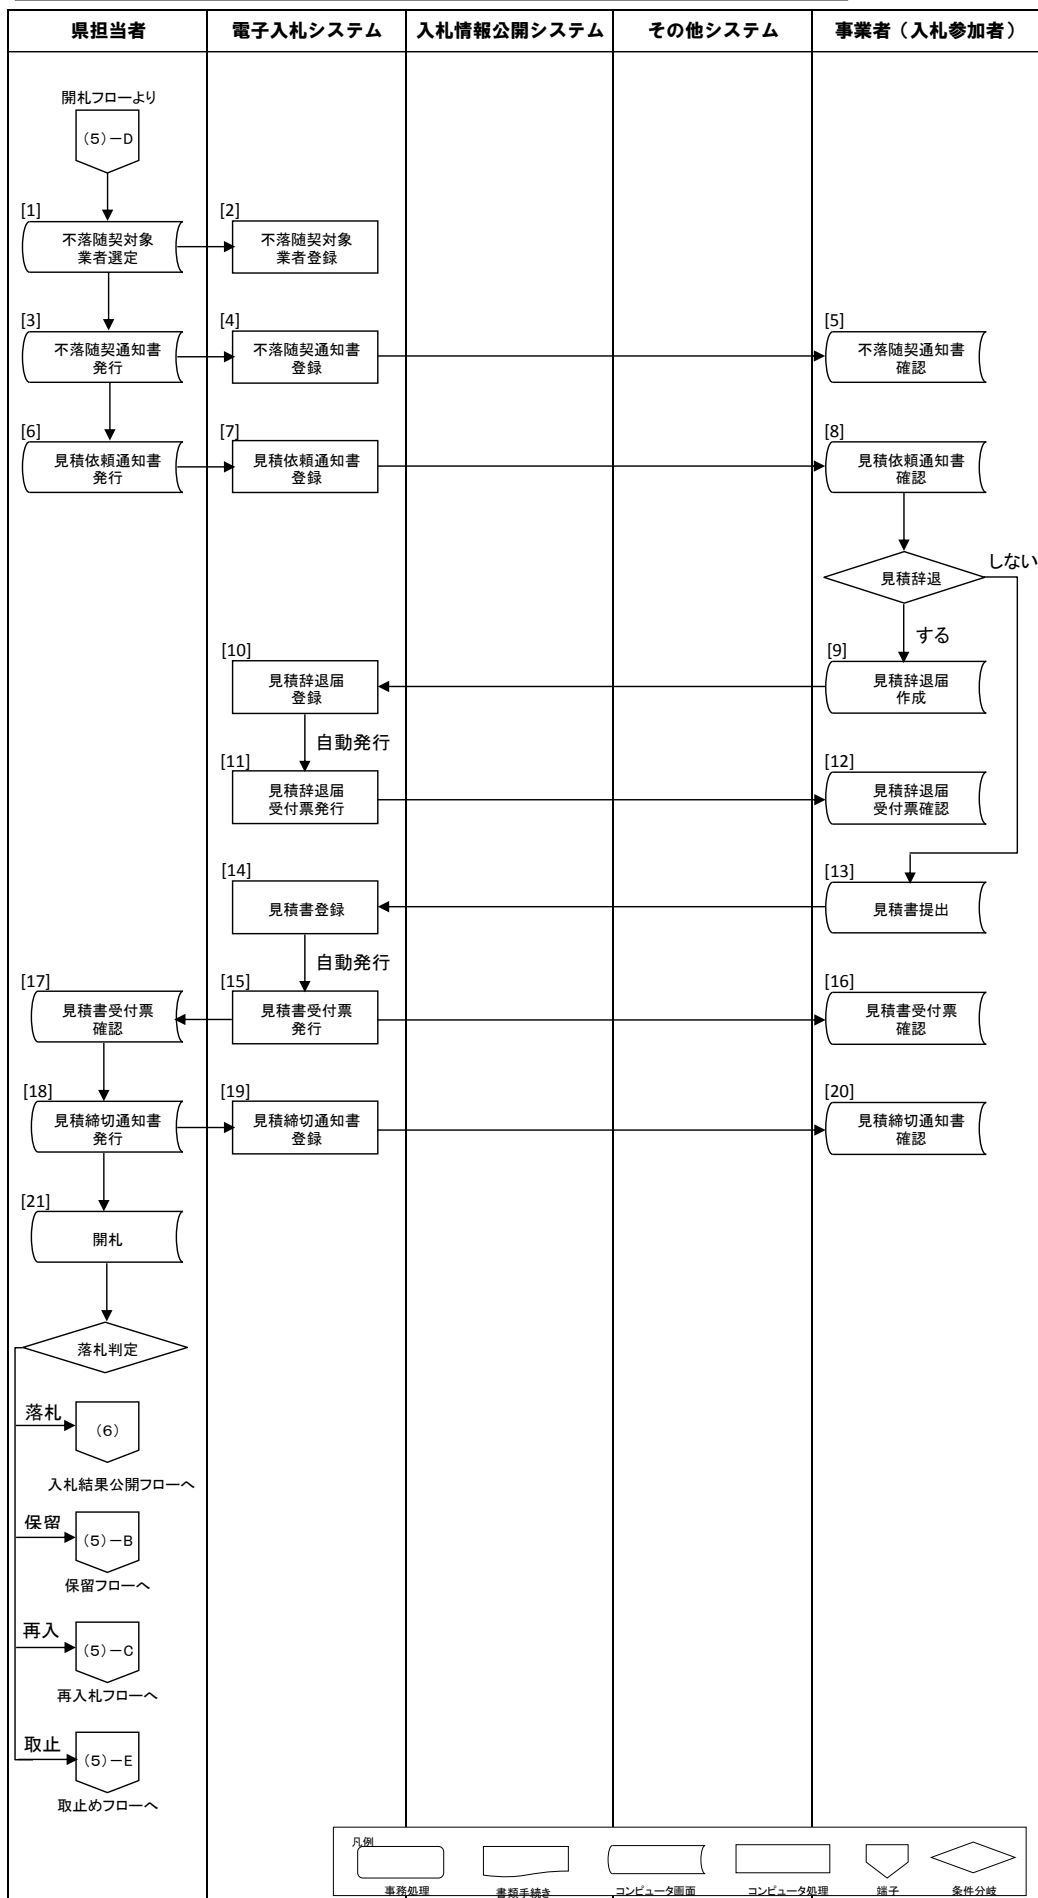 県担当者
電子入札システム
入札情報公開システム
その他システム
事業者（入札参加者）
開札フローより
（5）－D
[1]
不落随契対象
業者選定
[2]
不落随契対象
業者登録
[3]
不落随契通知書
発行
[4]
不落随契通知書
登録
[5]
不落随契通知書
確認
[6]
見積依頼通知書
発行
[7]
見積依頼通知書
登録
[8]
見積依頼通知書
確認
見積辞退
しない
する
[9]
見積辞退届
作成
[10]
見積辞退届
登録
自動発行
[11]
見積辞退届
受付票発行
[12]
見積辞退届
受付票確認
[13]
見積書提出
[14]
見積書登録
自動発行
[15]
見積書受付票
発行
[16]
見積書受付票
確認
[17]
見積書受付票
確認
[18]
見積締切通知書
発行
[19]
見積締切通知書
登録
[20]
見積締切通知書
確認
[21]
開札
落札判定
落札
（6）
入札結果公開フローへ
保留
（5）－B
保留フローへ
再入
（5）－C
再入札フローへ
取止
（5）－E
取止めフローへ
凡例
事務処理
書類手続き
コンピュータ画面
コンピュータ処理
端子
条件分岐